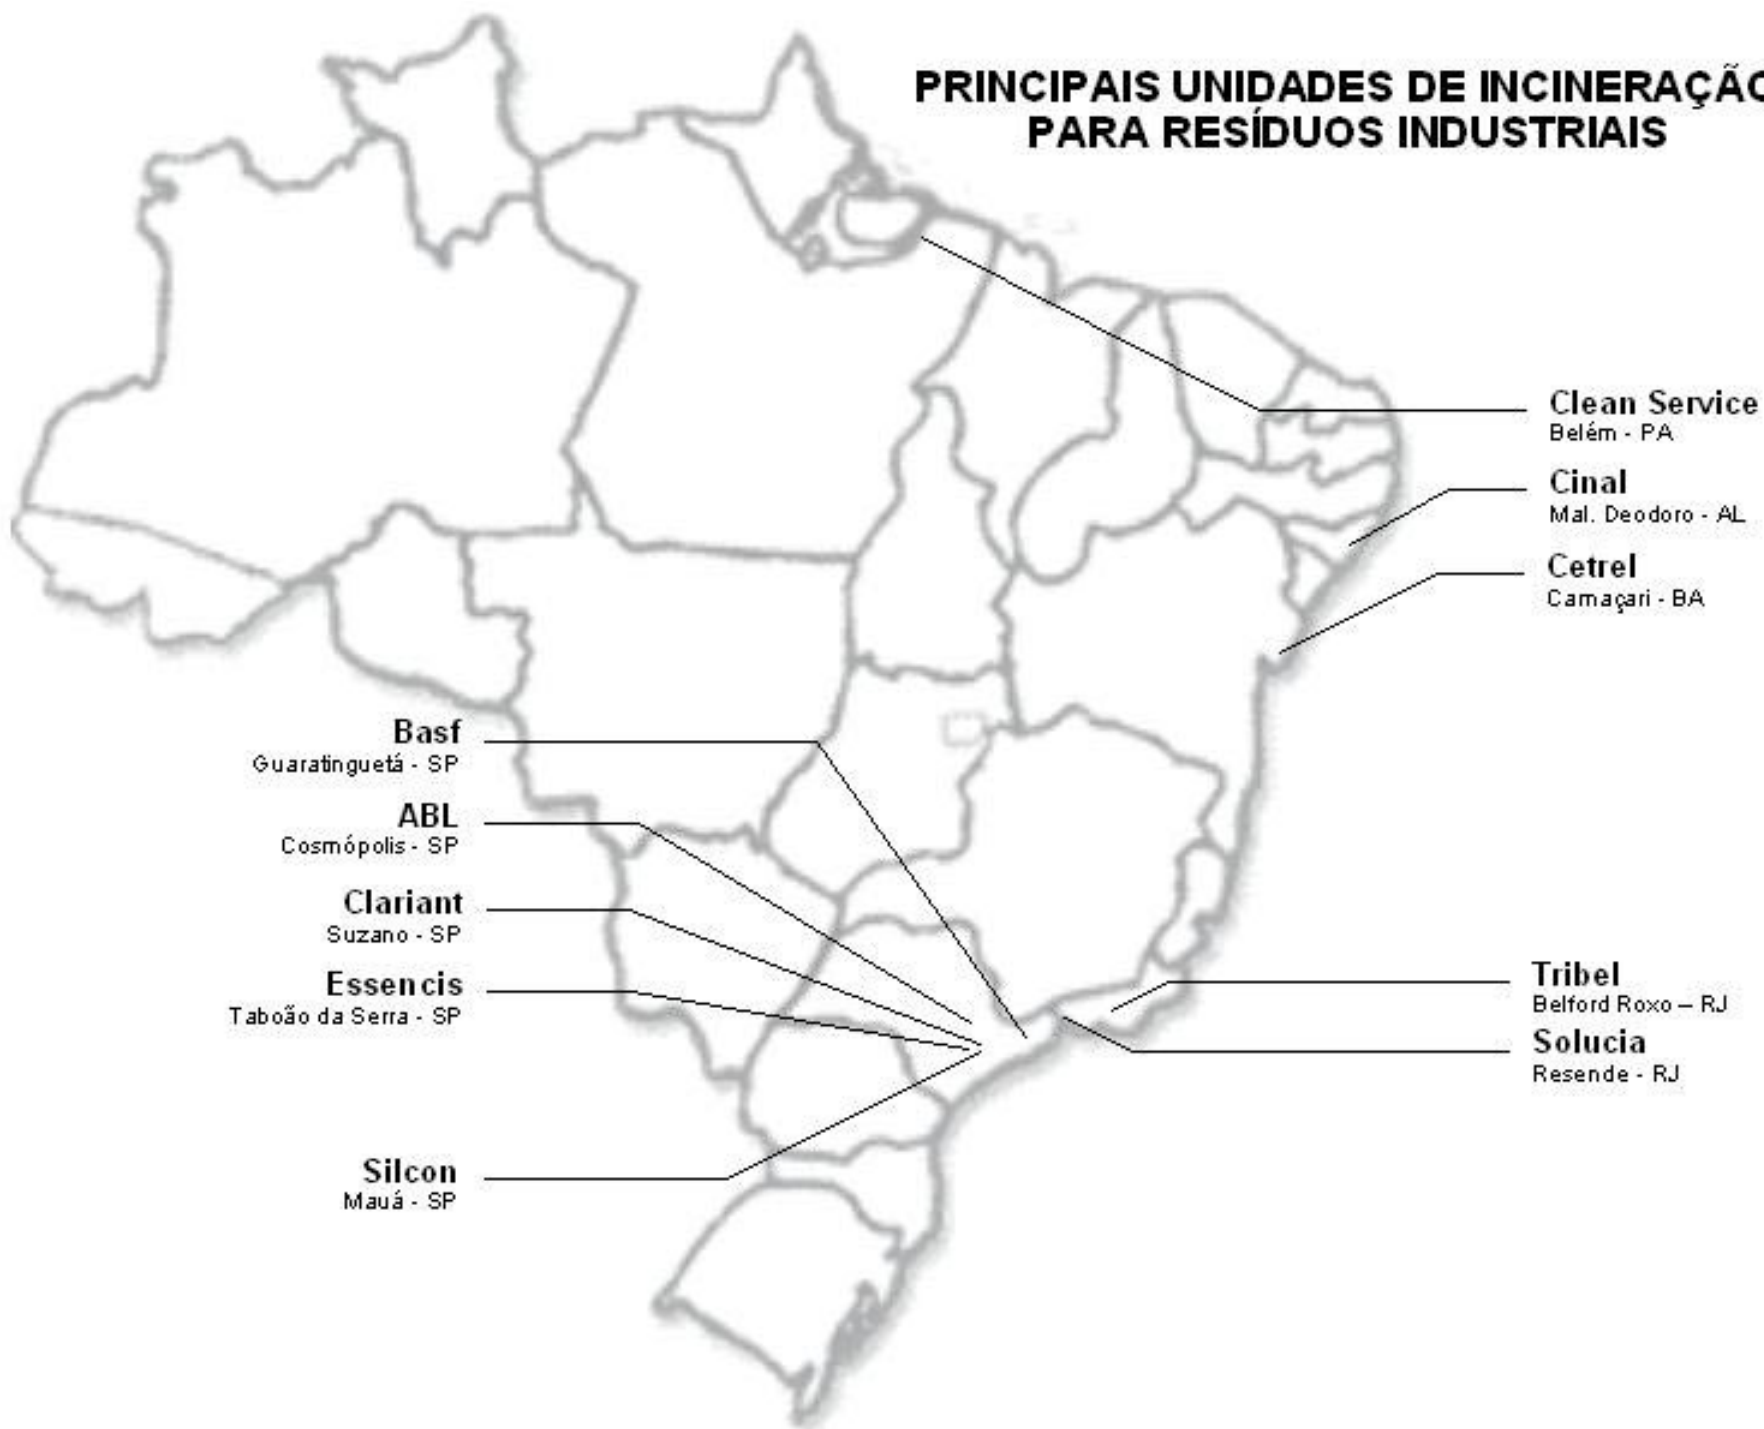 PRINCIPAIS UNIDADES DE INCINERAÇÃO
PARA RESÍDUOS INDUSTRIAIS
Clean Service
Belém - PA
Cinal
Mal. Deodoro - AL
Cetrel
Camaçari - BA
Basf
Guaratinguetá - SP
ABL
Cosmópolis - SP
Clariant
Suzano - SP
Essencis
Taboão da Serra - SP
Silcon
Mauá - SP
Tribel
Belford Roxo – RJ
Solucia
Resende - RJ